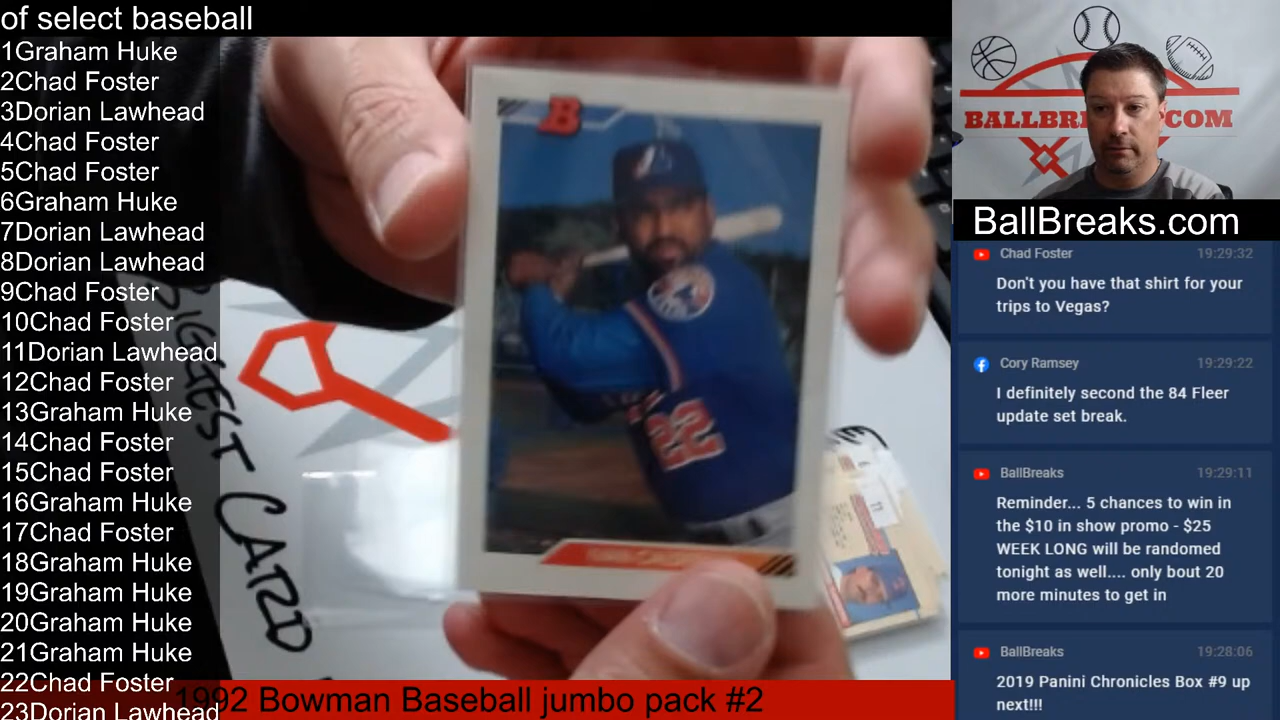 of select baseball
1Graham Huke
2Chad Foster
3Dorian Lawhead
4Chad Foster
5Chad Foster
6Graham Huke
7Dorian Lawhead
8Dorian Lawhead
9Chad Foster
10Chad Foster
11Dorian Lawhead
12Chad Foster
13Graham Huke
14Chad Foster
15Chad Foster
16Graham Huke
17Chad Foster
18Graham Huke
19Graham Huke
20Graham Huke
21Graham Huke
22Chad Foster
23Dorian Lawhead
BIGGEST CARD
B
22
1992 Bowman Baseball jumbo pack #2
BALLBR COM
BallBreaks.com
Chad Foster 19:29:32
Don't you have that shirt for your
trips to Vegas?
Cory Ramsey 19:29:22
I definitely second the 84 Fleer
update set break.
BallBreaks 19:29:11
Reminder... 5 chances to win in
the $10 in show promo - $25
WEEK LONG will be randomed
tonight as well.... only bout 20
more minutes to get in
BallBreaks 19:28:06
2019 Panini Chronicles Box #9 up
next!!!